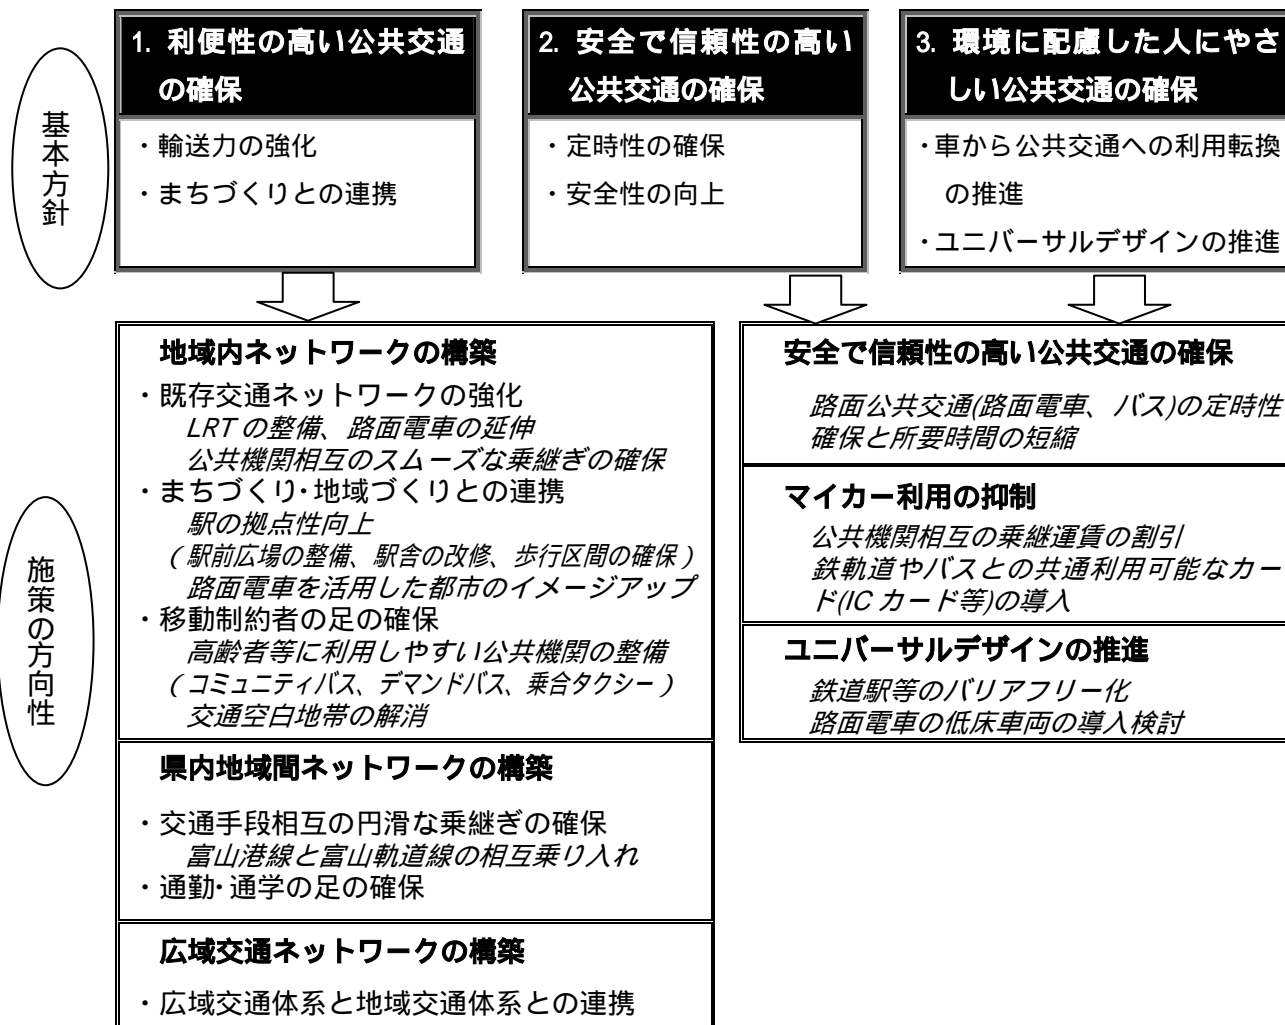 基本方針
1. 利便性の高い公共交通
の確保
・輸送力の強化
・まちづくりとの連携
2. 安全で信頼性の高い
公共交通の確保
・定時性の確保
・安全性の向上
3. 環境に配慮した人にやさ
しい公共交通の確保
・車から公共交通への利用転換
の推進
・ユニバーサルデザインの推進
施策の方向性
地域内ネットワークの構築
・既存交通ネットワークの強化
LRTの整備、路面電車の延伸
公共機関相互のスムーズな乗継ぎの確保
・まちづくり・地域づくりとの連携
駅の拠点性向上
(駅前広場の整備、駅舎の改修、歩行区間の確保)
路面電車を活用した都市のイメージアップ
・移動制約者の足の確保
高齢者等に利用しやすい公共機関の整備
(コミュニティバス、デマンドバス、乗合タクシー)
交通空白地帯の解消
県内地域間ネットワークの構築
・交通手段相互の円滑な乗継ぎの確保
富山港線と富山軌道線の相互乗り入れ
・通勤・通学の足の確保
広域交通ネットワークの構築
・広域交通体系と地域交通体系との連携
安全で信頼性の高い公共交通の確保
路面公共交通(路面電車、バス)の定時性
確保と所要時間の短縮
マイカー利用の抑制
公共機関相互の乗継運賃の割引
鉄軌道やバスとの共通利用可能なカー
ド(ICカード等)の導入
ユニバーサルデザインの推進
鉄道駅等のバリアフリー化
路面電車の低床車両の導入検討